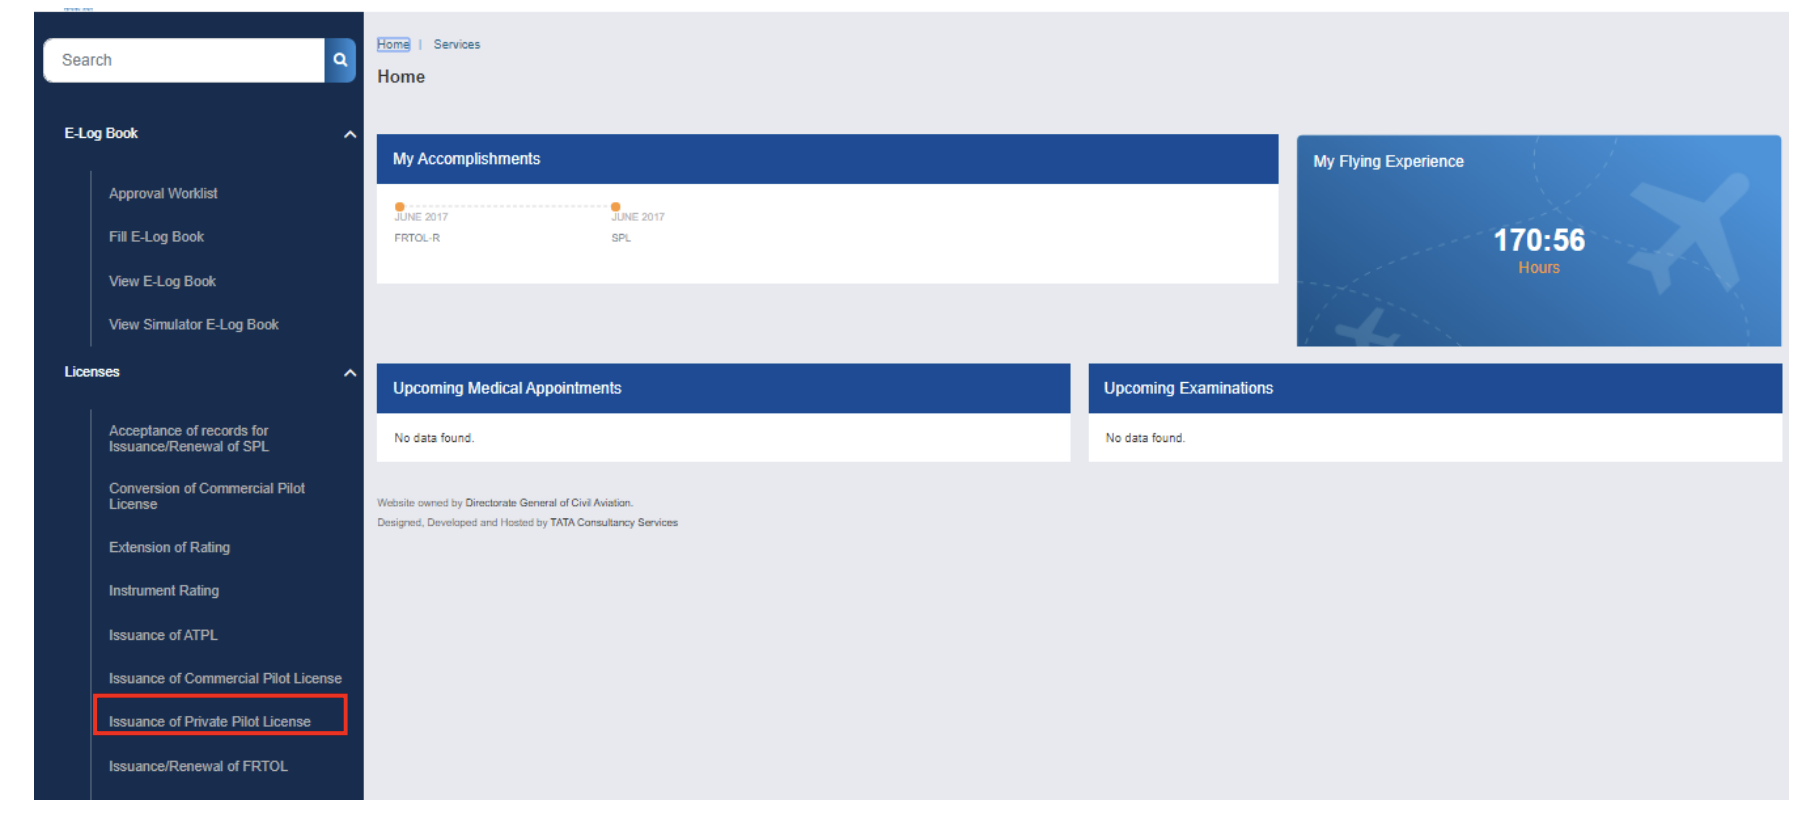 Search
E-Log Book
Approval Worklist
Fill E-Log Book
View E-Log Book
View Simulator E-Log Book
Licenses
Acceptance of records for
Issuance/Renewal of SPL
Conversion of Commercial Pilot
License
Extension of Rating
Instrument Rating
Issuance of ATPL
Issuance of Commercial Pilot License
Issuance of Private Pilot License
Issuance/Renewal of FRTOL
Home | Services
Home
My Accomplishments
JUNE 2017 JUNE 2017
FRTOL-R SPL
My Flying Experience
170:56
Hours
Upcoming Medical Appointments
No data found.
Upcoming Examinations
No data found.
Website owned by Directorate General of Civil Aviation.
Designed, Developed and Hosted by TATA Consultancy Services